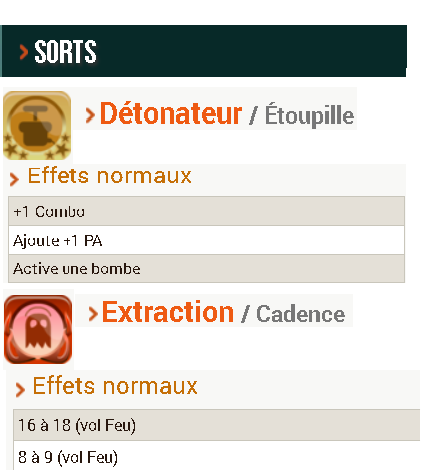 SORTS
Détonateur / Étoupille
Effets normaux
+1 Combo
Ajoute +1 PA
Active une bombe
Extraction / Cadence
Effets normaux
16 à 18 (vol Feu)
8 à 9 (vol Feu)